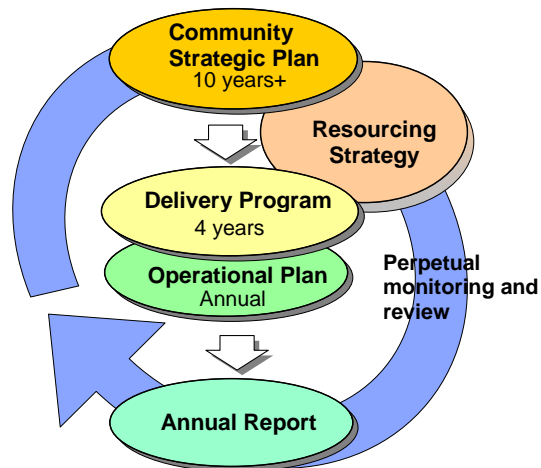 Community
Strategic Plan
10 years+
Resourcing
Strategy
Delivery Program
4 years
Operational Plan
Annual
Perpetual
monitoring and
review
Annual Report